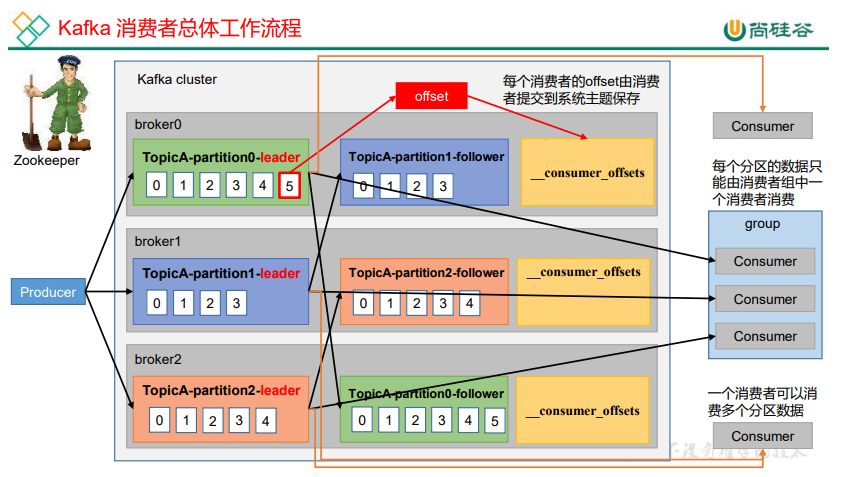 Kafka 消费者总体工作流程
尚硅谷
Zookeeper
Kafka cluster
offset
每个消费者的offset由消费
者提交到系统主题保存
Consumer
broker0
TopicA-partition0-leader
0 1 2 3 4 5
TopicA-partition1-follower
0 1 2 3
__consumer_offsets
每个分区的数据只
能由消费者组中一
个消费者消费
group
Consumer
Consumer
Consumer
Producer
broker1
TopicA-partition1-leader
0 1 2 3
TopicA-partition2-follower
0 1 2 3 4
__consumer_offsets
broker2
TopicA-partition2-leader
0 1 2 3 4
TopicA-partition0-follower
0 1 2 3 4 5
__consumer_offsets
一个消费者可以消
费多个分区数据
Consumer